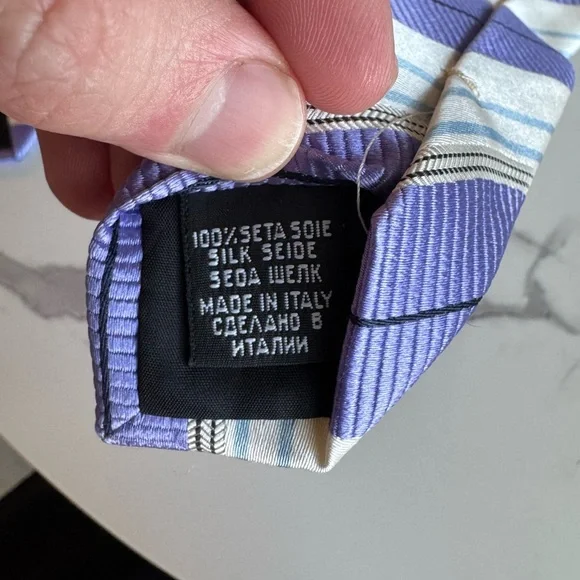 100% SETA SOIE
SILK SEIDE
SEDA ШЕЛК
MADE IN ITALY
СДЕЛАНО В
ИТАЛИИ